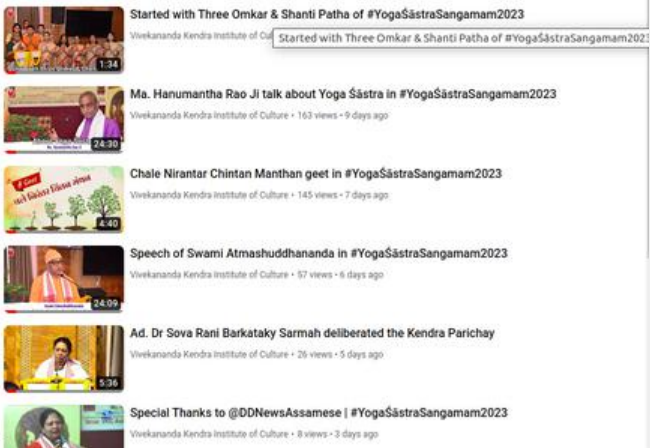 Started with Three Omkar & Shanti Patha of #YogaŚāstraSangamam2023
Vivekananda Kendra Institute of Cul
Started with Three Omkar & Shanti Patha of #YogaŚāstraSangamam2023
1:34
Ma. Hanumantha Rao Ji talk about Yoga Śāstra in #YogaŚāstraSangamam2023
Vivekananda Kendra Institute of Culture • 163 views • 9 days ago
24:30
Chale Nirantar Chintan Manthan geet in #YogaŚāstraSangamam2023
Vivekananda Kendra Institute of Culture • 145 views • 7 days ago
4:40
Speech of Swami Atmashuddhananda in #YogaŚāstraSangamam2023
Vivekananda Kendra Institute of Culture • 57 views • 6 days ago
24:09
Ad. Dr Sova Rani Barkataky Sarmah deliberated the Kendra Parichay
Vivekananda Kendra Institute of Culture • 26 views • 5 days ago
5:36
Special Thanks to @DDNewsAssamese | #YogaŚāstraSangamam2023
Vivekananda Kendra Institute of Culture • 8 views • 3 days ago